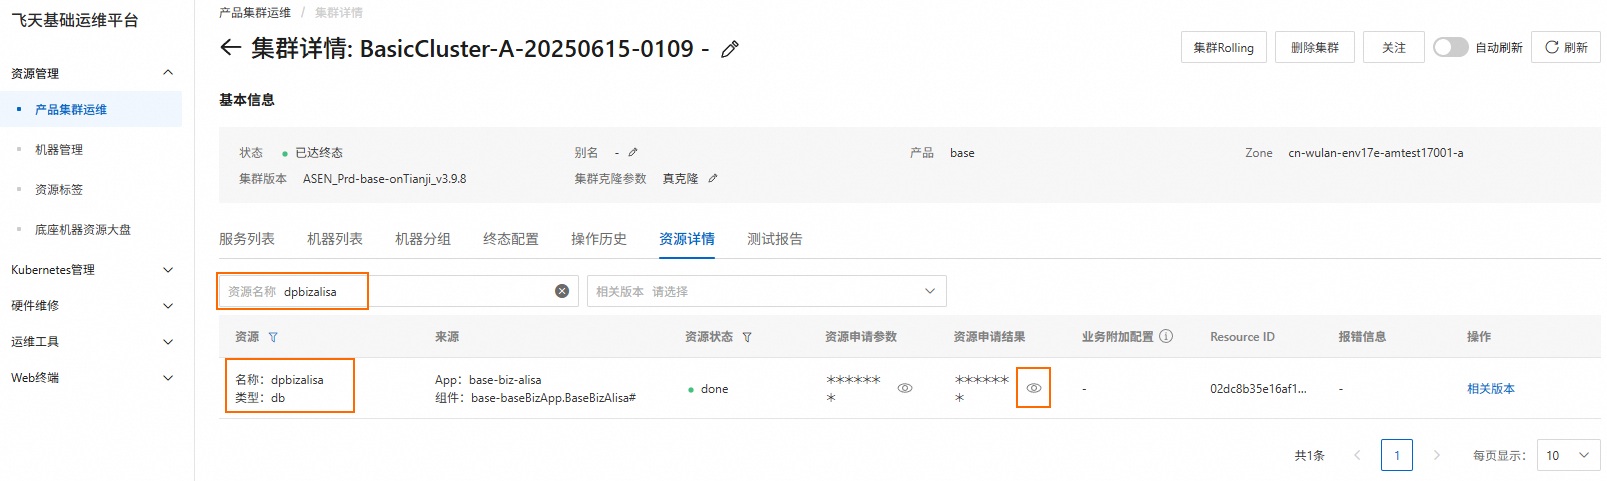 飞天基础运维平台
资源管理
产品集群运维
机器管理
资源标签
底座机器资源大盘
Kubernetes管理
硬件维修
运维工具
Web终端
产品集群运维 / 集群详情
集群详情: BasicCluster-A-20250615-0109 -
集群Rolling 删除集群 关注 自动刷新 刷新
基本信息
状态 已达终态 别名 - 产品 base Zone cn-wulan-env17e-amtest17001-a
集群版本 ASEN_Prd-base-onTianji_v3.9.8 集群克隆参数 真克隆
服务列表 机器列表 机器分组 终态配置 操作历史 资源详情 测试报告
资源名称 dpbizalisa 相关版本 请选择
资源 来源 资源状态 资源申请参数 资源申请结果 业务附加配置 Resource ID 报错信息 操作
名称：dpbizalisa App：base-biz-alisa ****** ******
类型：db 组件：base-baseBizApp.BaseBizAlisa# done * * - 02dc8b35e16af1... - 相关版本
共1条 1 每页显示： 10